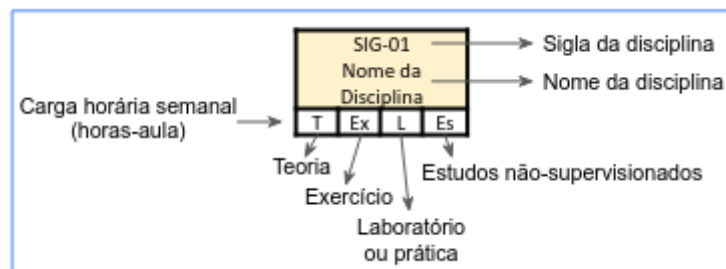 SIG-01
Sigla da disciplina
Nome da
Disciplina
Nome da disciplina
Carga horária semanal
(horas-aula)
T Ex L Es
Teoria
Estudos não-supervisionados
Exercício
Laboratório
ou prática